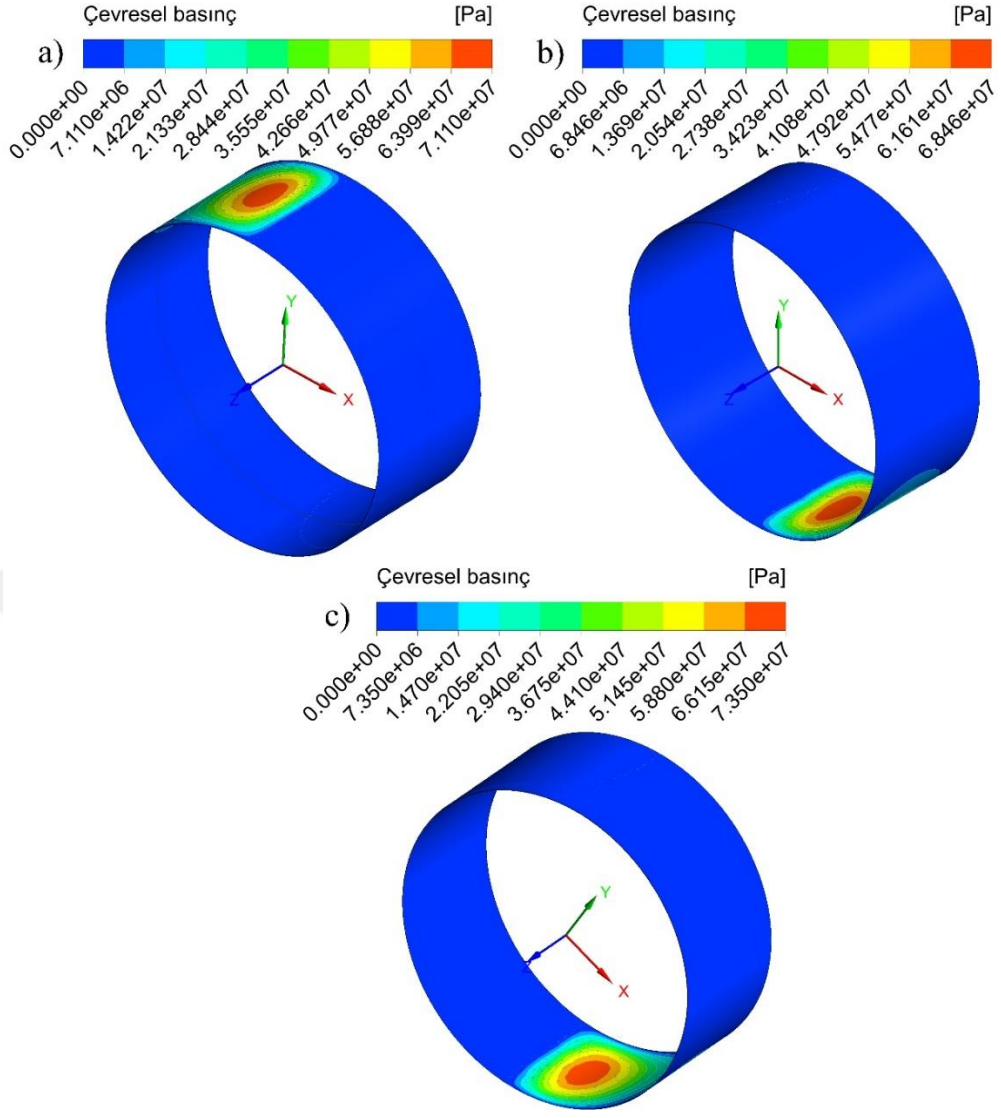 Çevresel basınç [Pa]
a)
0.000e+00
7.110e+06
1.422e+07
2.133e+07
2.844e+07
3.555e+07
4.266e+07
4.977e+07
5.688e+07
6.399e+07
7.110e+07
Y
Z
X
Çevresel basınç [Pa]
b)
0.000e+00
6.846e+06
1.369e+07
2.054e+07
2.738e+07
3.423e+07
4.108e+07
4.792e+07
5.477e+07
6.161e+07
6.846e+07
Y
Z
X
Çevresel basınç [Pa]
c)
0.000e+00
7.350e+06
1.470e+07
2.205e+07
2.940e+07
3.675e+07
4.410e+07
5.145e+07
5.880e+07
6.615e+07
7.350e+07
Y
Z
X